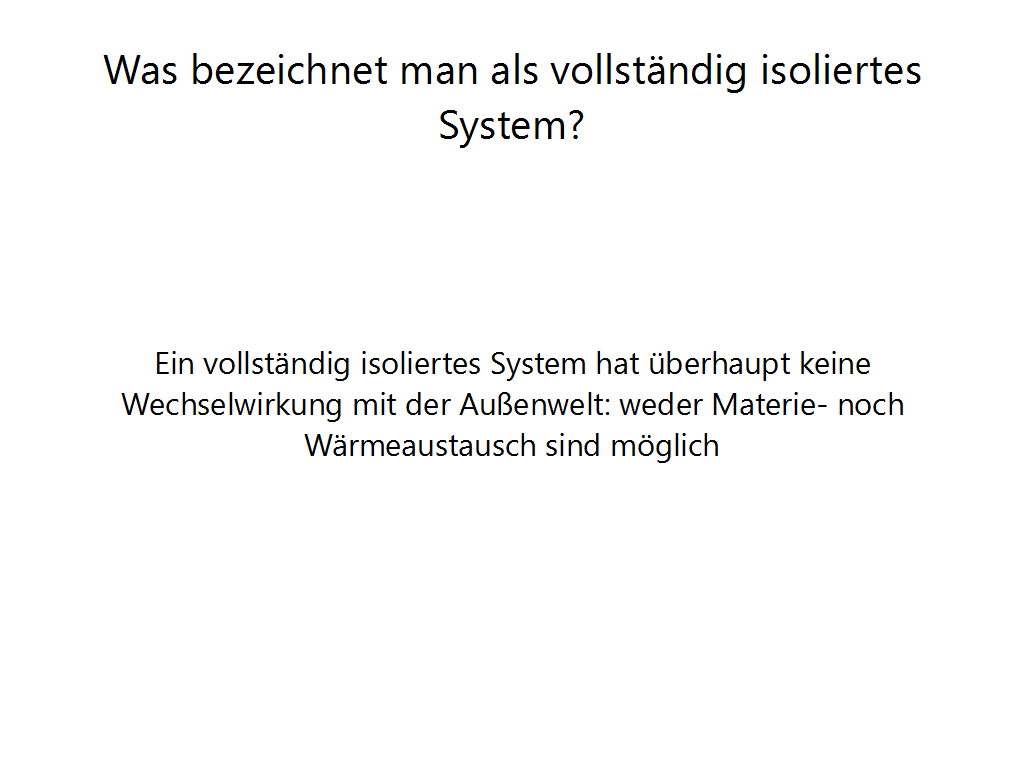 Was bezeichnet man als vollständig isoliertes
System?
Ein vollständig isoliertes System hat überhaupt keine
Wechselwirkung mit der Außenwelt: weder Materie- noch
Wärmeaustausch sind möglich